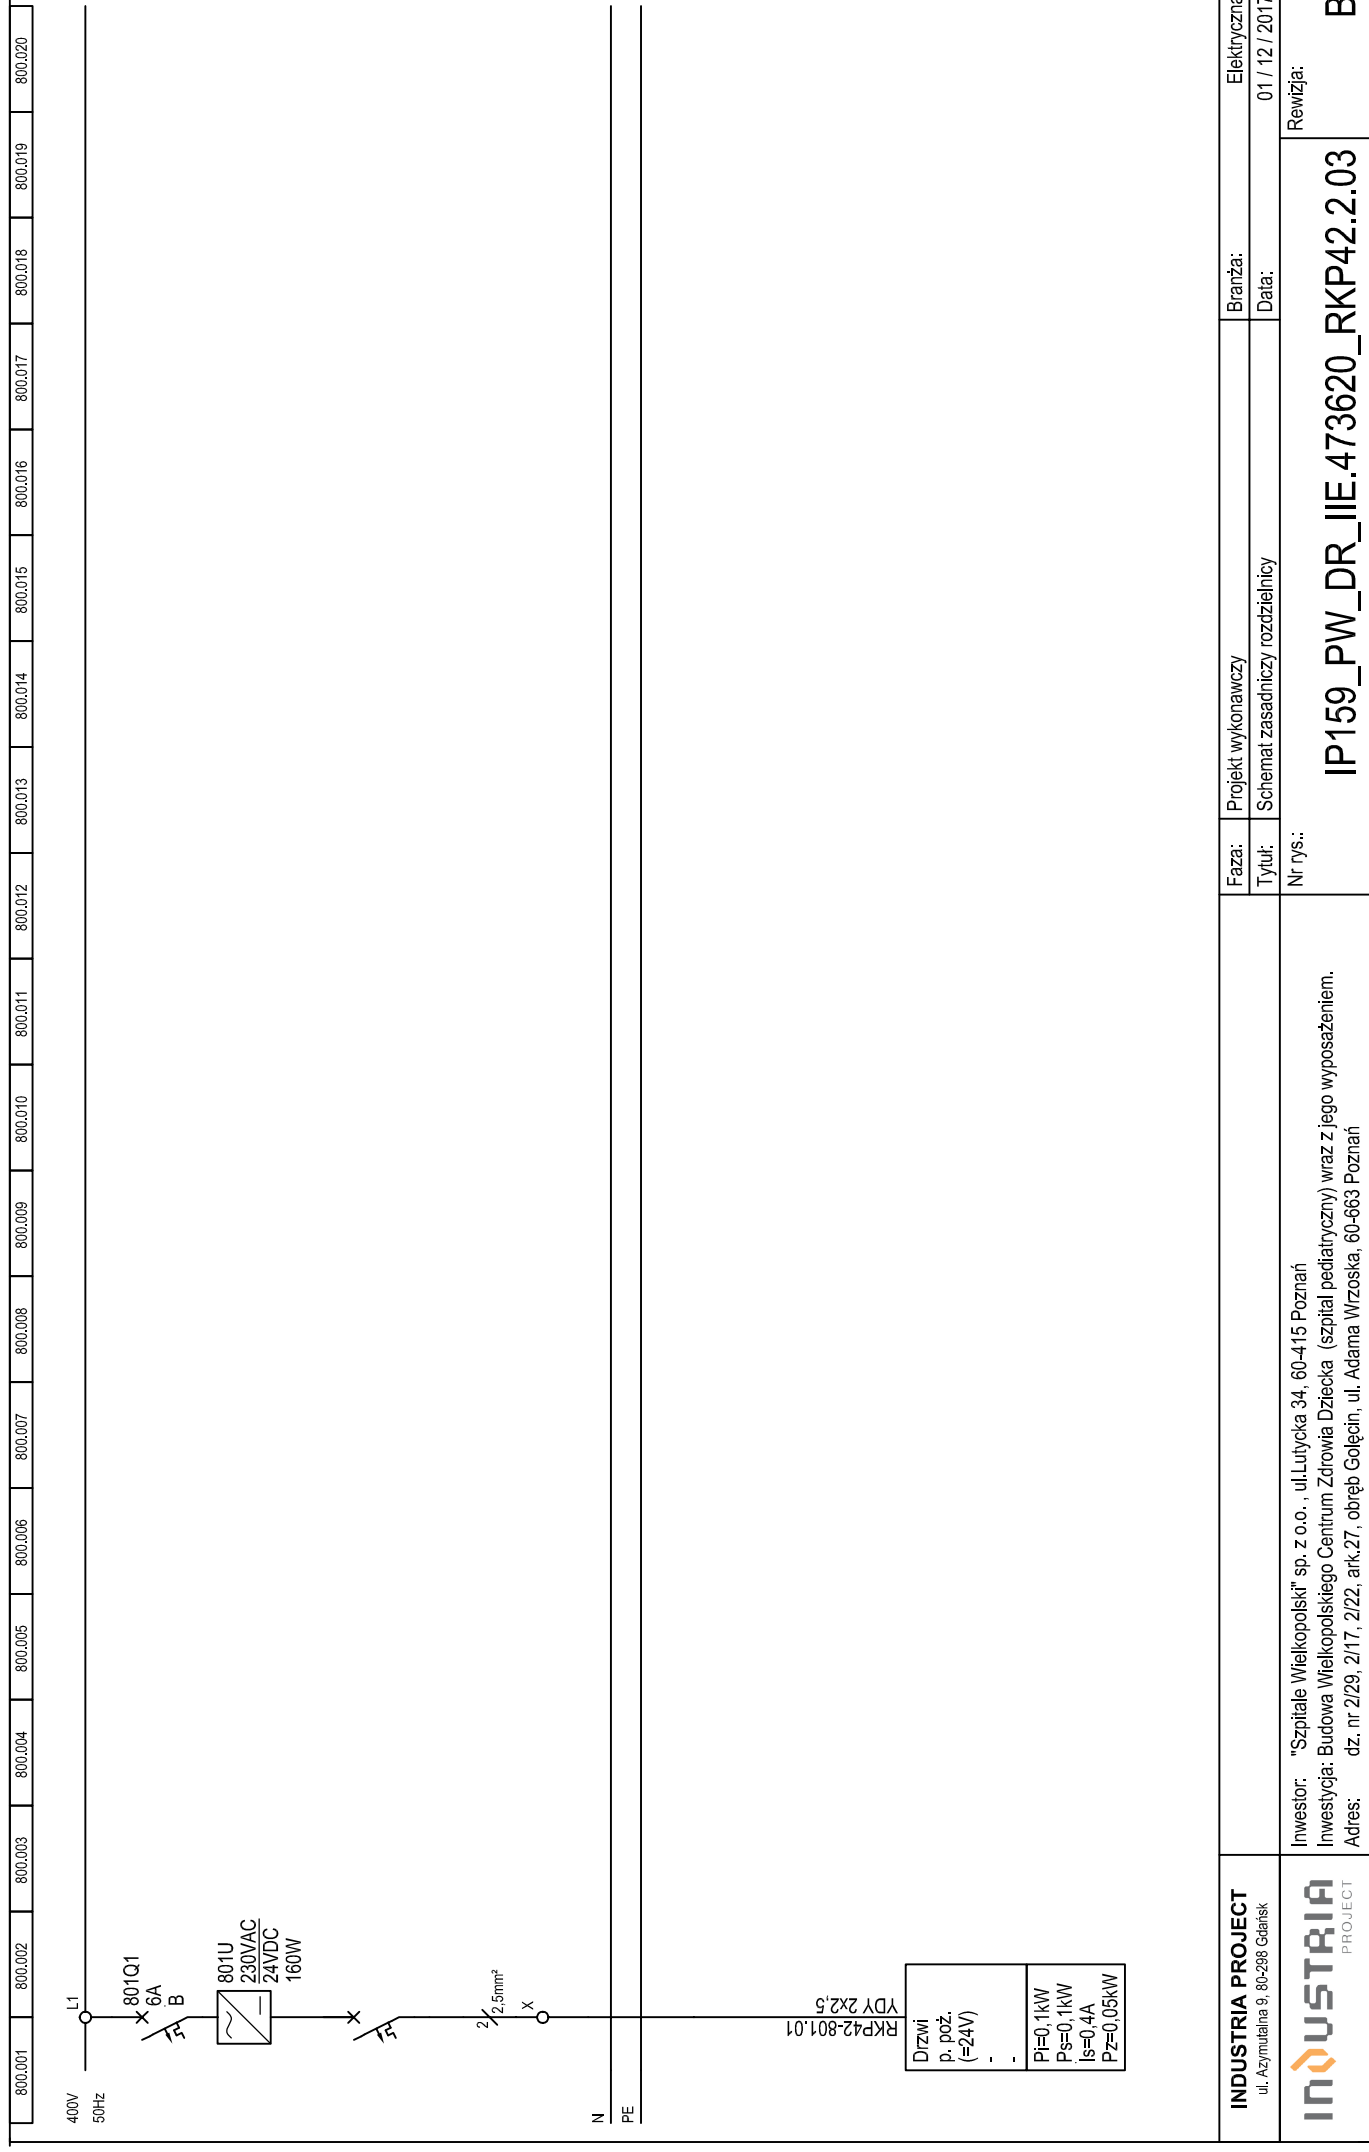 800.001
800.002
800.003
800.004
800.005
800.006
800.007
800.008
800.009
800.010
800.011
800.012
800.013
800.014
800.015
800.016
800.017
800.018
800.019
800.020
400V
50Hz
L1
801Q1
6A
B
801U
230VAC
24VDC
160W
2
2,5mm²
X
N
PE
RKP42-801.01
YDY 2x2,5
Drzwi
p. poż.
(=24V)
-
-
Pi=0,1kW
Ps=0,1kW
Is=0,4A
Pz=0,05kW
INDUSTRIA PROJECT
ul. Azymutalna 9, 80-298 Gdańsk
INDUSTRIA
PROJECT
Inwestor: "Szpitale Wielkopolski" sp. z o.o. , ul.Lutycka 34, 60-415 Poznań
Inwestycja: Budowa Wielkopolskiego Centrum Zdrowia Dziecka (szpital pediatryczny) wraz z jego wyposażeniem.
Adres: dz. nr 2/29, 2/17, 2/22, ark.27, obręb Golęcin, ul. Adama Wrzoska, 60-663 Poznań
Faza: Projekt wykonawczy
Branża: Elektryczna
Tytuł: Schemat zasadniczy rozdzielnicy
Data: 01 / 12 / 2017
Nr rys.:
IP159_PW_DR_IIE.473620_RKP42.2.03
Rewizja:
B